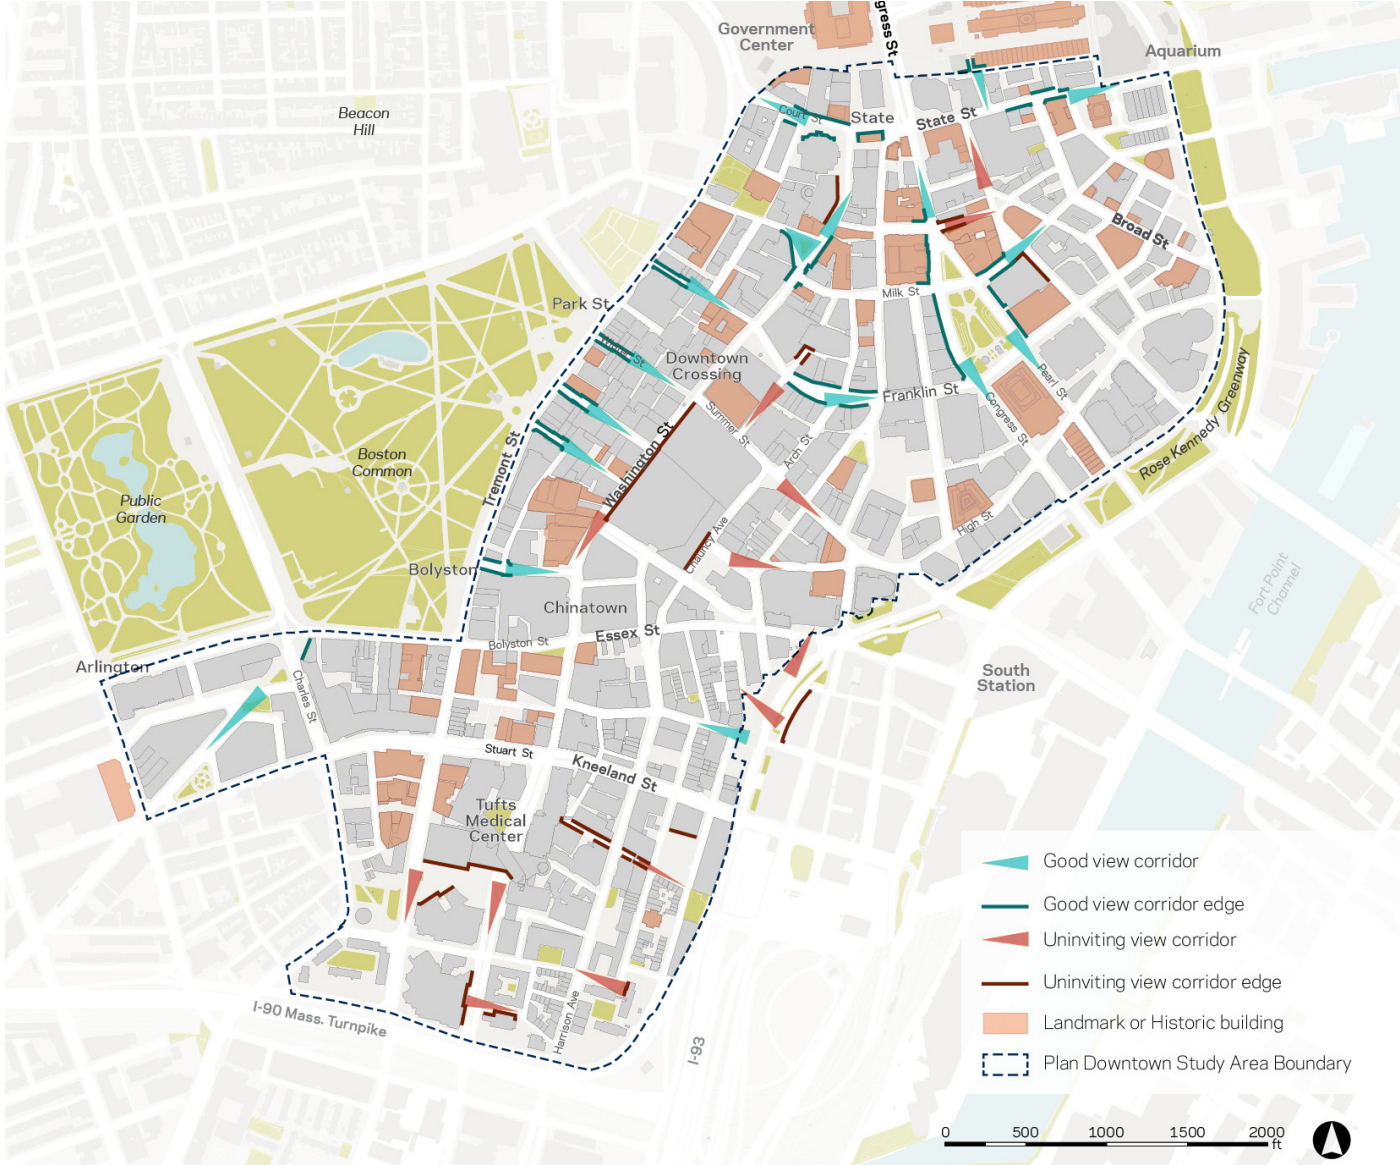 Government
Center
gress St
Aquarium
Beacon
Hill
Court St
State
State St
Broad St
Milk St
Park St
Winter St
Downtown
Crossing
Franklin St
Pearl St
Congress St
Summer St
Arch St
Washington St
Tremont St
Boston
Common
Public
Garden
Rose Kennedy Greenway
High St
Chauncy Ave
Bolyston
Chinatown
Fort Point
Channel
Essex St
Bolyston St
Arlington
Charles St
South
Station
Stuart St
Kneeland St
Tufts
Medical
Center
Harrison Ave
I-90 Mass. Turnpike
I-93
Good view corridor
Good view corridor edge
Uninviting view corridor
Uninviting view corridor edge
Landmark or Historic building
Plan Downtown Study Area Boundary
0 500 1000 1500 2000
ft